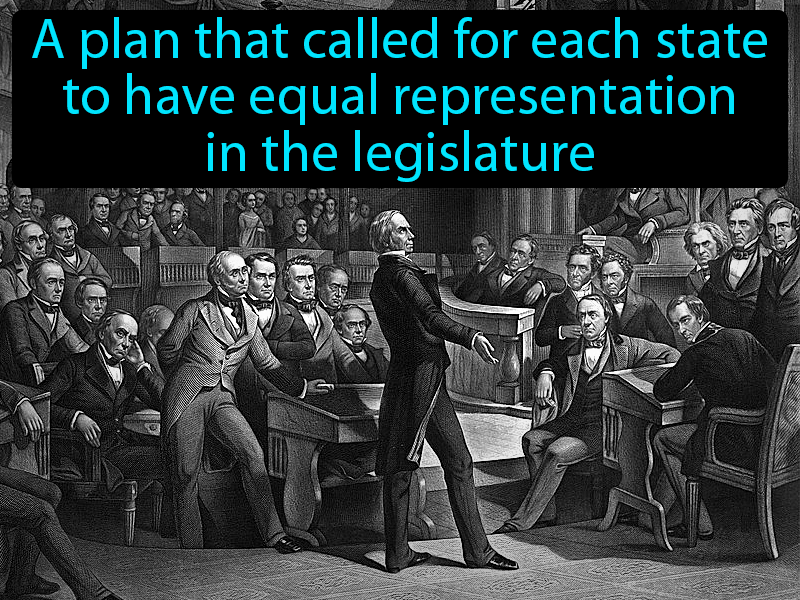 A plan that called for each state
to have equal representation
in the legislature